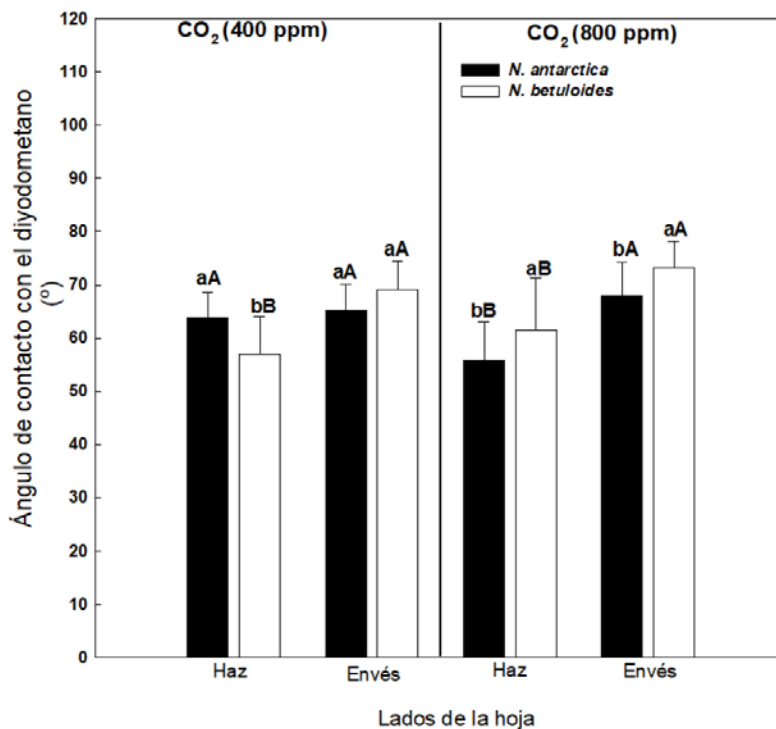 CO2 (400 ppm)
CO2 (800 ppm)
N. antarctica
N. betuloides
Ángulo de contacto con el diyodometano
(º)
120
110
100
90
80
70
60
50
40
30
20
10
0
aA
bB
aA
aA
bB
aB
bA
aA
Haz
Envés
Haz
Envés
Lados de la hoja